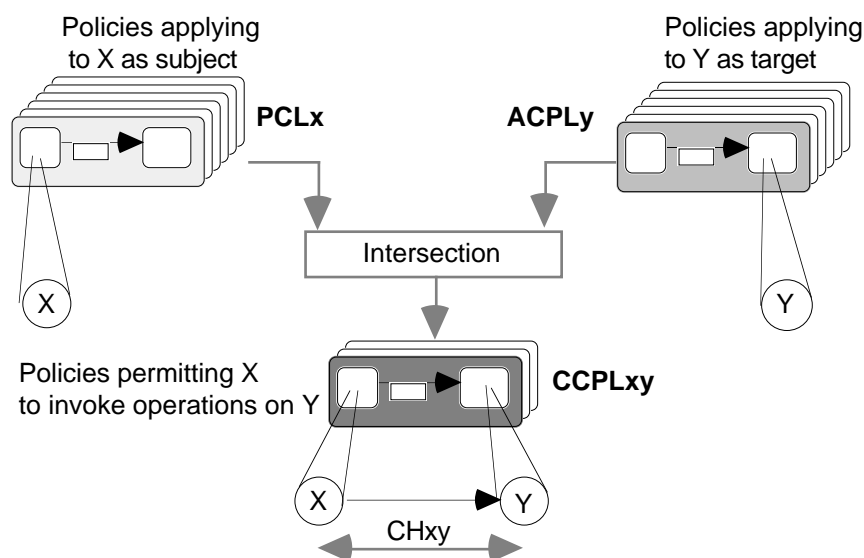 Policies applying
to X as subject
Policies applying
to Y as target
PCLx
ACPLy
Intersection
X
Y
Policies permitting X
to invoke operations on Y
CCPLxy
X
Y
CHxy